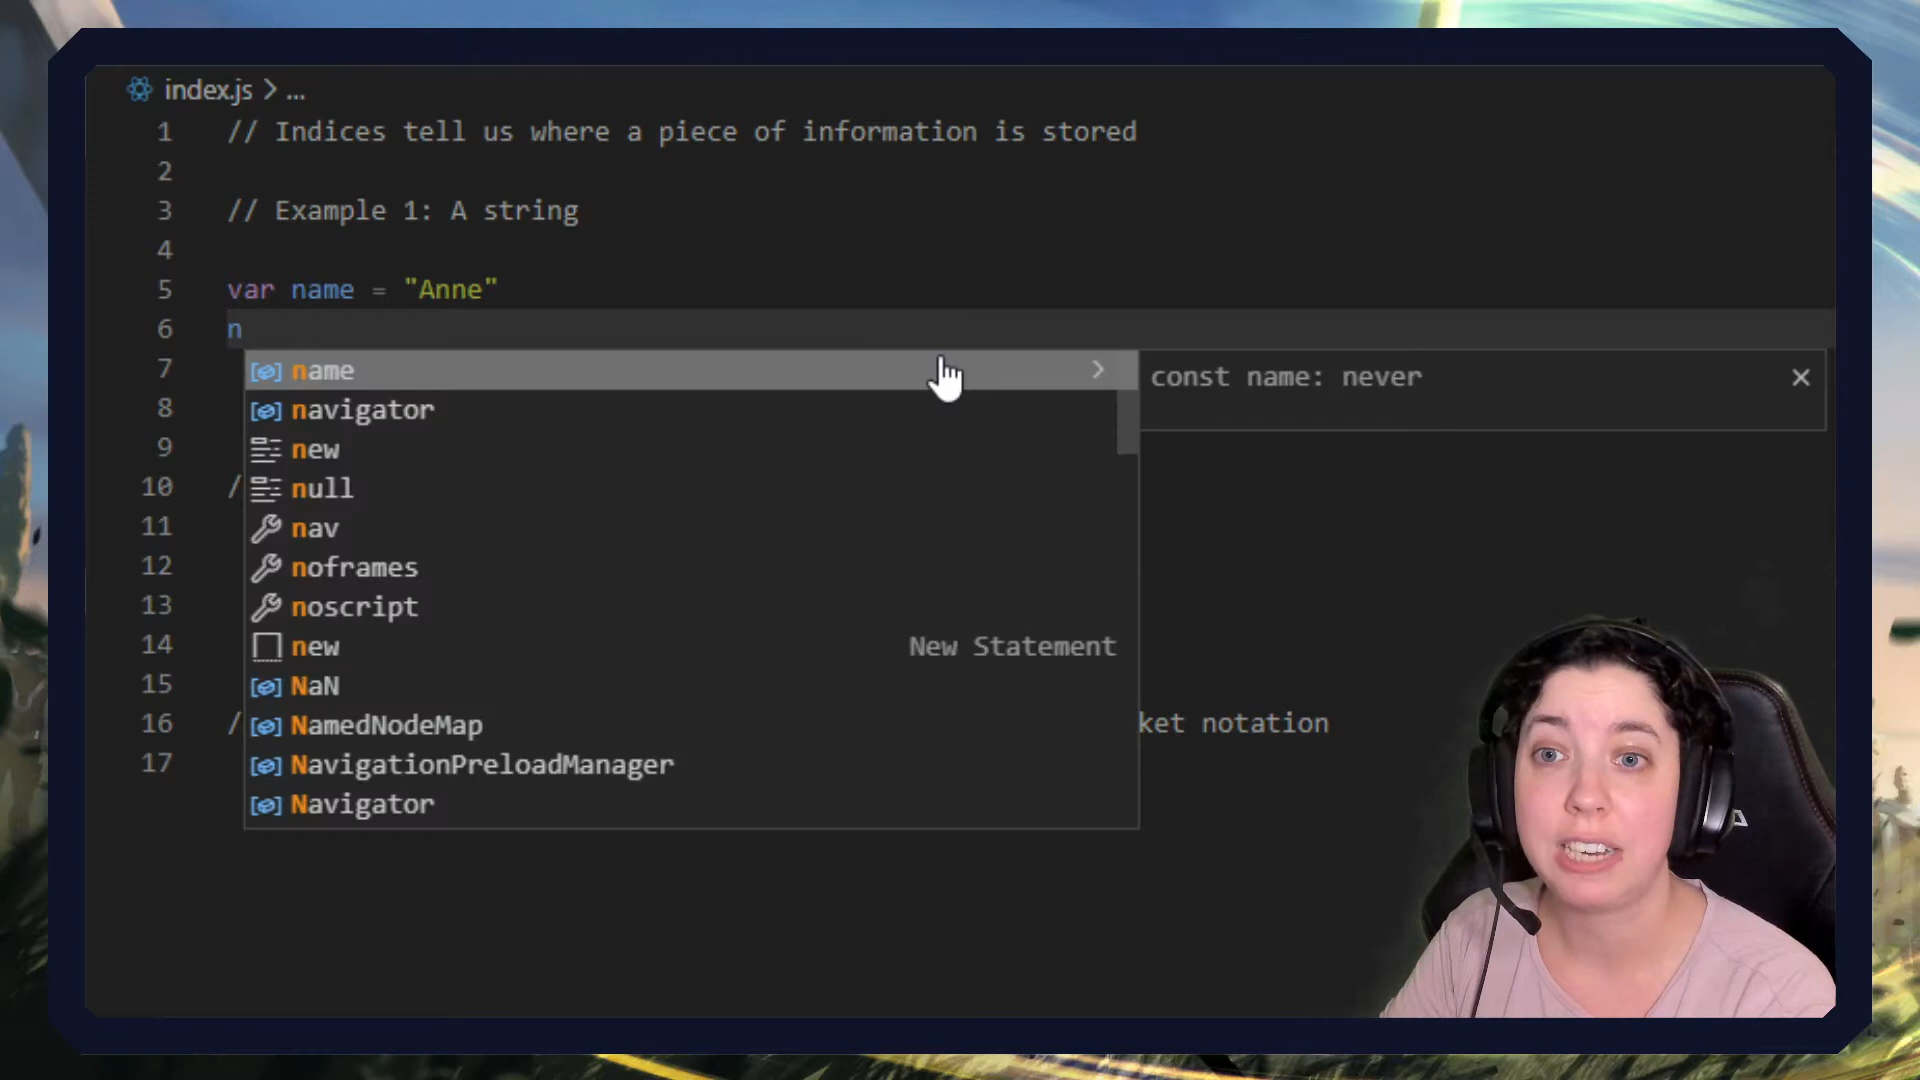 index.js > ...
1 // Indices tell us where a piece of information is stored
2
3 // Example 1: A string
4
5 var name = "Anne"
6 n
7 name > const name: never ×
8 navigator
9 new
10 / null
11 nav
12 noframes
13 noscript
14 new New Statement
15 NaN
16 / NamedNodeMap ket notation
17 NavigationPreloadManager
Navigator